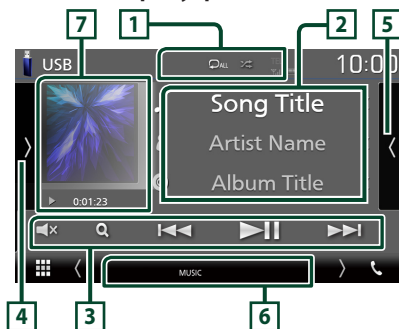 7
1
2
5
USB
ALL
10:00
Song Title
Artist Name
Album Title
0:01:23
MUSIC
4
3
6